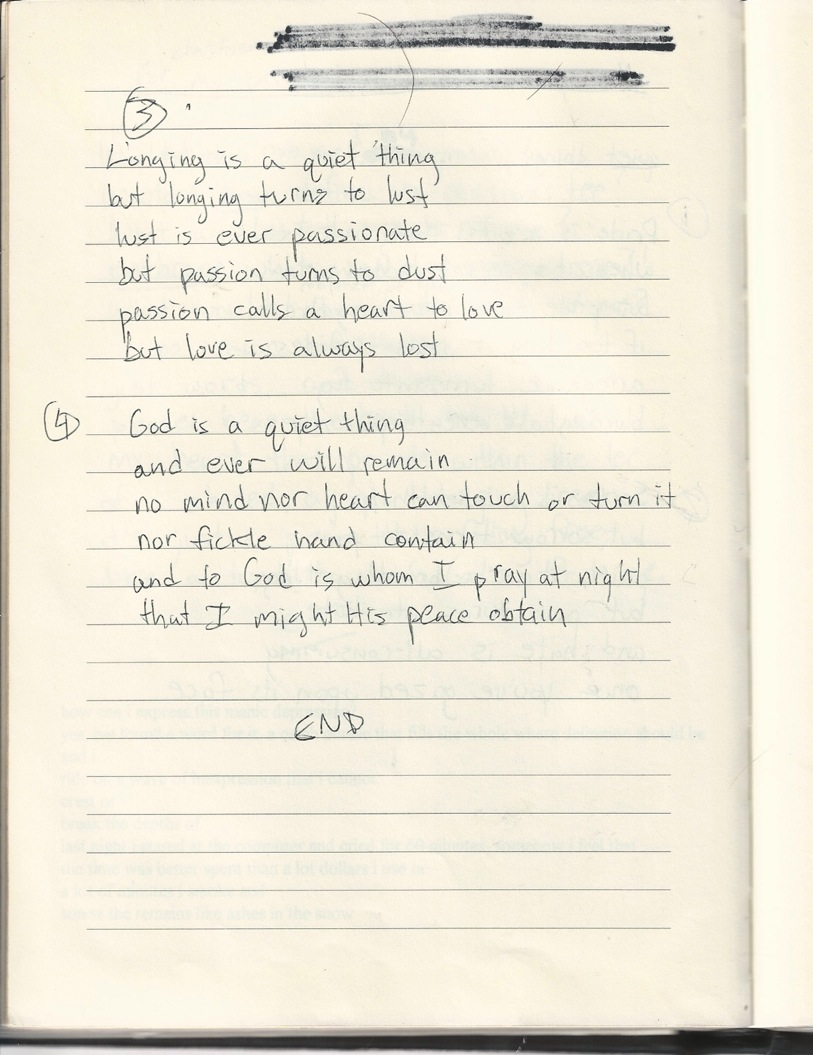 3
Longing is a quiet thing
but longing turns to lust
lust is ever passionate
but passion turns to dust
passion calls a heart to love
but love is always lost
4
God is a quiet thing
and ever will remain
no mind nor heart can touch or turn it
nor fickle hand contain
and to God is whom I pray at night
that I might His peace obtain
END